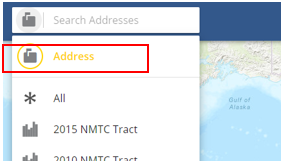 Search Addresses
Address
All
2015 NMTC Tract
2010 NMTC Tract
Gulf of
Alaska